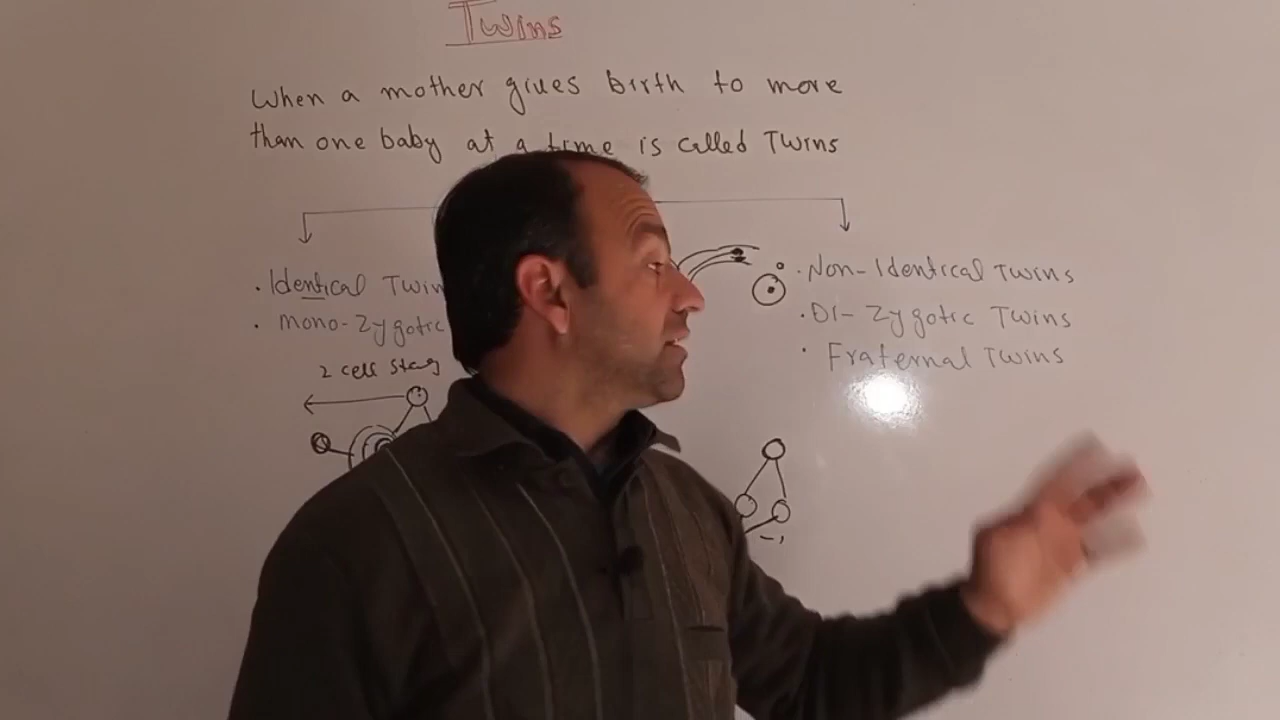 Twins
When a mother gives birth to more
than one baby at a time is called Twins
. Identical Twin
. Mono-Zygotic
2 cell stag
. Non-Identical Twins
. Di-Zygotic Twins
. Fraternal Twins